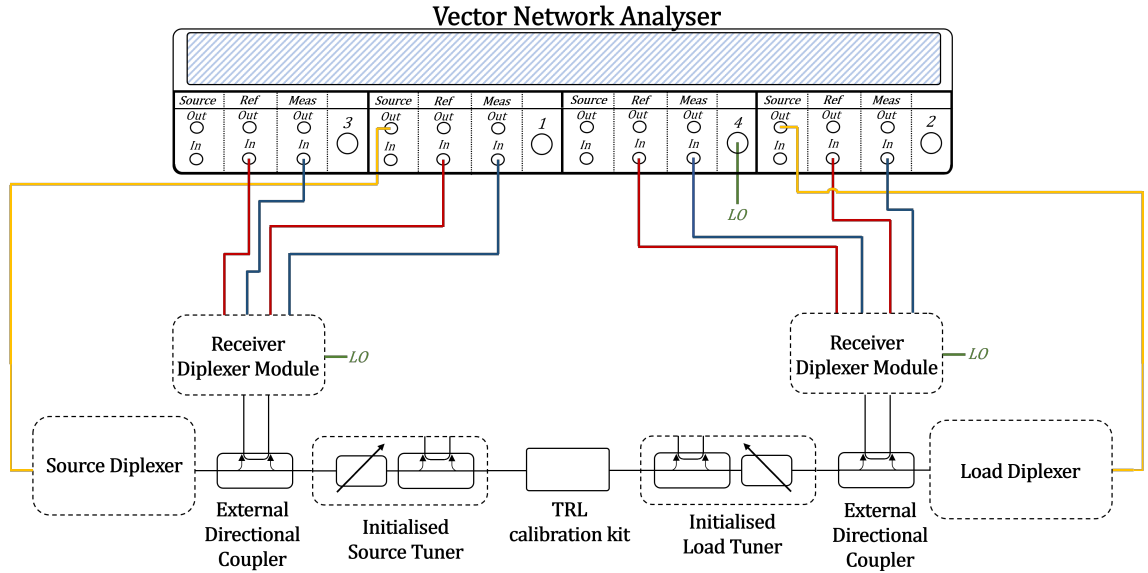 Vector Network Analyser
Source Ref Meas Source Ref Meas Source Ref Meas Source Ref Meas
Out Out Out 3 Out Out Out 1 Out Out Out 4 Out Out Out 2
In In In In In In In In In In In In
LO
Receiver
Diplexer Module
LO
Receiver
Diplexer Module
LO
Source Diplexer
Load Diplexer
External
Directional
Coupler
Initialised
Source Tuner
TRL
calibration kit
Initialised
Load Tuner
External
Directional
Coupler